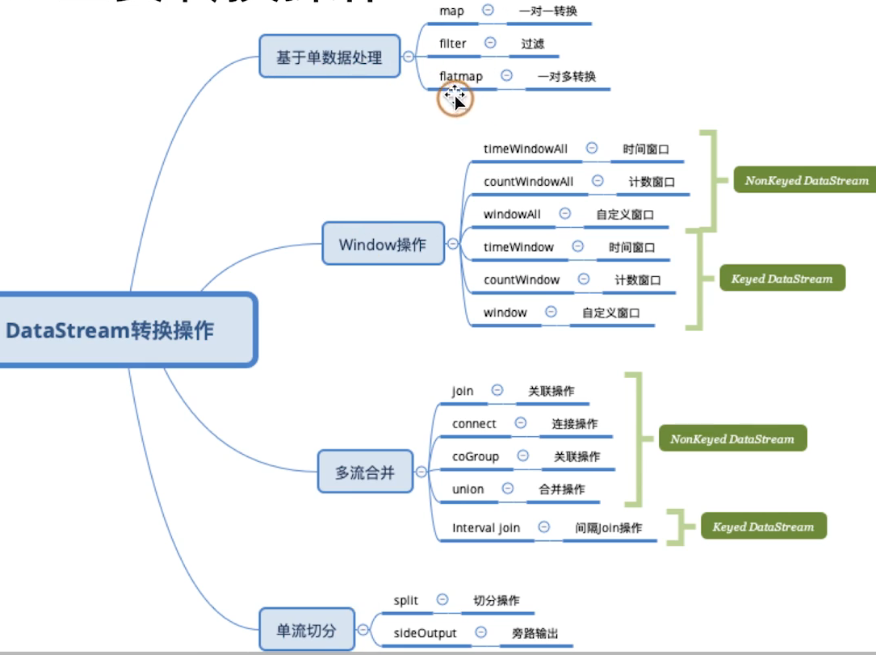 map 一对一转换
基于单数据处理
filter 过滤
flatmap 一对多转换
timeWindowAll 时间窗口
countWindowAll 计数窗口
NonKeyed DataStream
windowAll 自定义窗口
Window操作
timeWindow 时间窗口
countWindow 计数窗口
Keyed DataStream
window 自定义窗口
DataStream转换操作
join 关联操作
connect 连接操作
NonKeyed DataStream
coGroup 关联操作
多流合并
union 合并操作
Interval join 间隔Join操作
Keyed DataStream
split 切分操作
单流切分
sideOutput 旁路输出